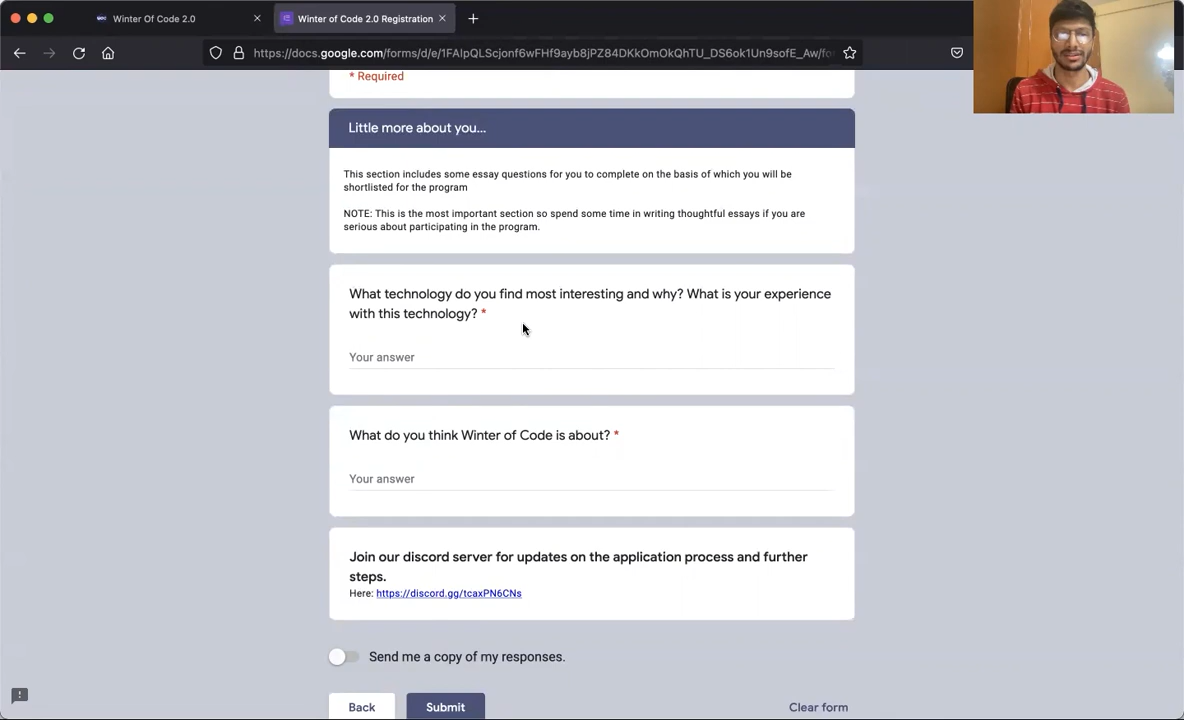 Winter Of Code 2.0
Winter of Code 2.0 Registration
https://docs.google.com/forms/d/e/1FAIpQLScjonf6wFHf9ayb8jPZ84DKkOmOkQhTU_DS6ok1Un9sofE_Aw/fo
* Required
Little more about you...
This section includes some essay questions for you to complete on the basis of which you will be
shortlisted for the program
NOTE: This is the most important section so spend some time in writing thoughtful essays if you are
serious about participating in the program.
What technology do you find most interesting and why? What is your experience
with this technology? *
Your answer
What do you think Winter of Code is about? *
Your answer
Join our discord server for updates on the application process and further
steps.
Here: https://discord.gg/tcaxPN6CNs
Send me a copy of my responses.
Back
Submit
Clear form